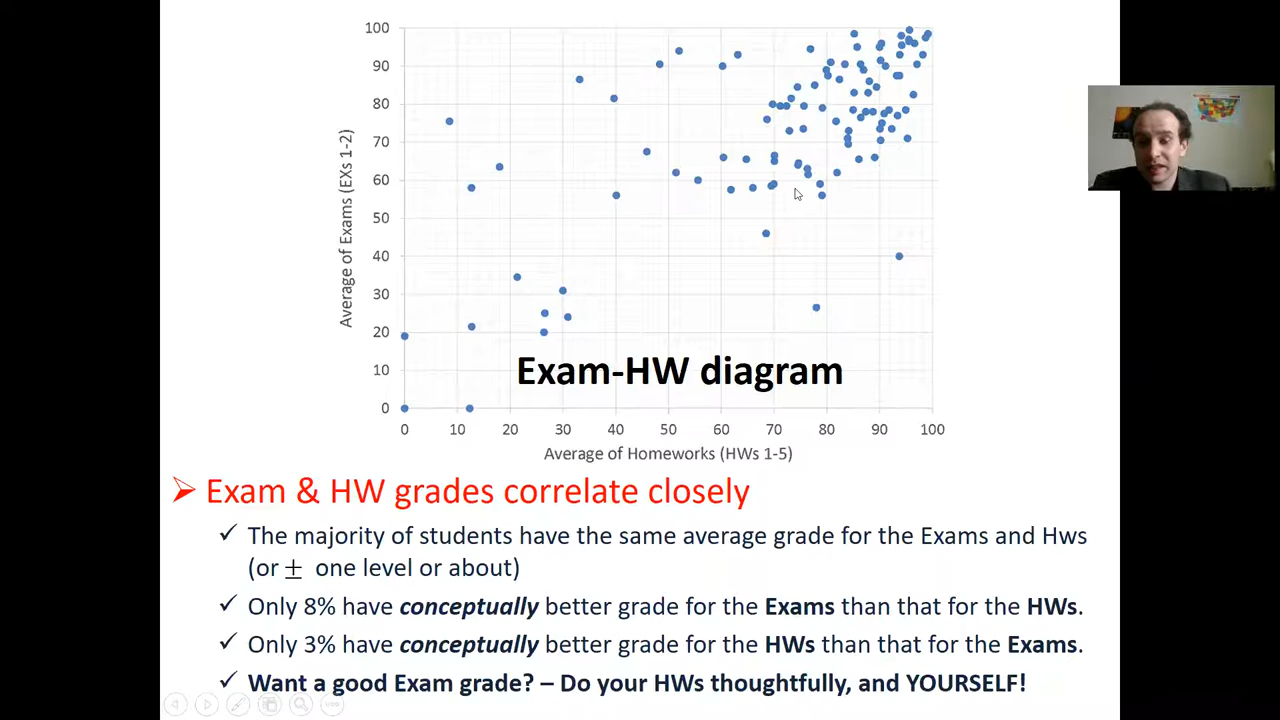 100
90
80
70
60
50
40
30
20
10
0
Average of Exams (EXs 1-2)
Exam-HW diagram
0 10 20 30 40 50 60 70 80 90 100
Average of Homeworks (HWs 1-5)
Exam & HW grades correlate closely
The majority of students have the same average grade for the Exams and Hws
(or ± one level or about)
Only 8% have conceptually better grade for the Exams than that for the HWs.
Only 3% have conceptually better grade for the HWs than that for the Exams.
Want a good Exam grade? – Do your HWs thoughtfully, and YOURSELF!